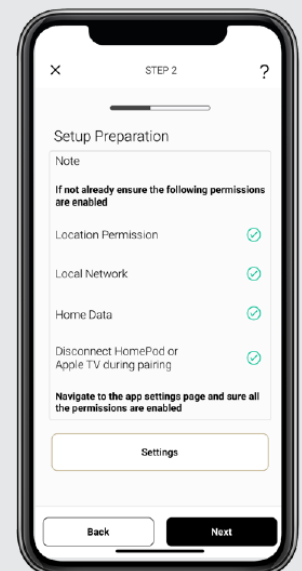 STEP 2
?
Setup Preparation
Note
If not already ensure the following permissions
are enabled
Location Permission
Local Network
Home Data
Disconnect HomePod or
Apple TV during pairing
Navigate to the app settings page and sure all
the permissions are enabled
Settings
Back
Next